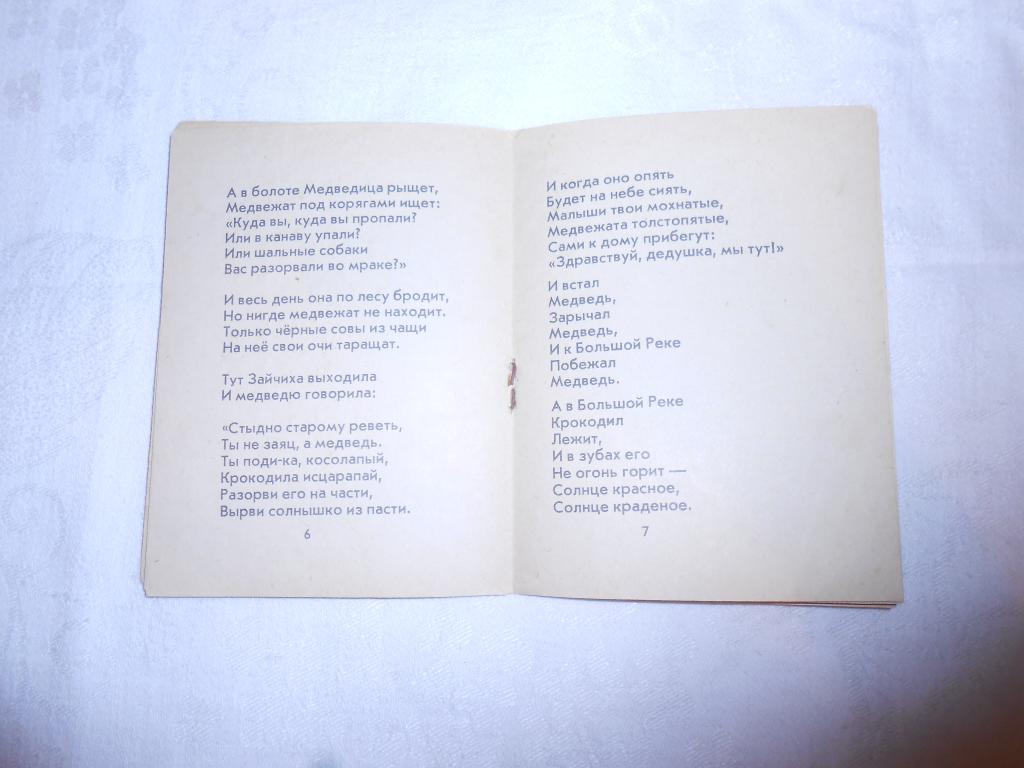 А в болоте Медведица рыщет,
Медвежат под корягами ищет:
«Куда вы, куда вы пропали?
Или в канаву упали?
Или шальные собаки
Вас разорвали во мраке?»
И весь день она по лесу бродит,
Но нигде медвежат не находит.
Только чёрные совы из чащи
На неё свои очи таращат.
Тут Зайчиха выходила
И медведю говорила:
«Стыдно старому реветь,
Ты не заяц, а медведь.
Ты поди-ка, косолапый,
Крокодила исцарапай,
Разорви его на части,
Вырви солнышко из пасти.
6
И когда оно опять
Будет на небе сиять,
Малыши твои мохнатые,
Медвежата толстопятые,
Сами к дому прибегут:
«Здравствуй, дедушка, мы тут!»
И встал
Медведь,
Зарычал
Медведь,
И к Большой Реке
Побежал
Медведь.
А в Большой Реке
Крокодил
Лежит,
И в зубах его
Не огонь горит —
Солнце красное,
Солнце краденое.
7